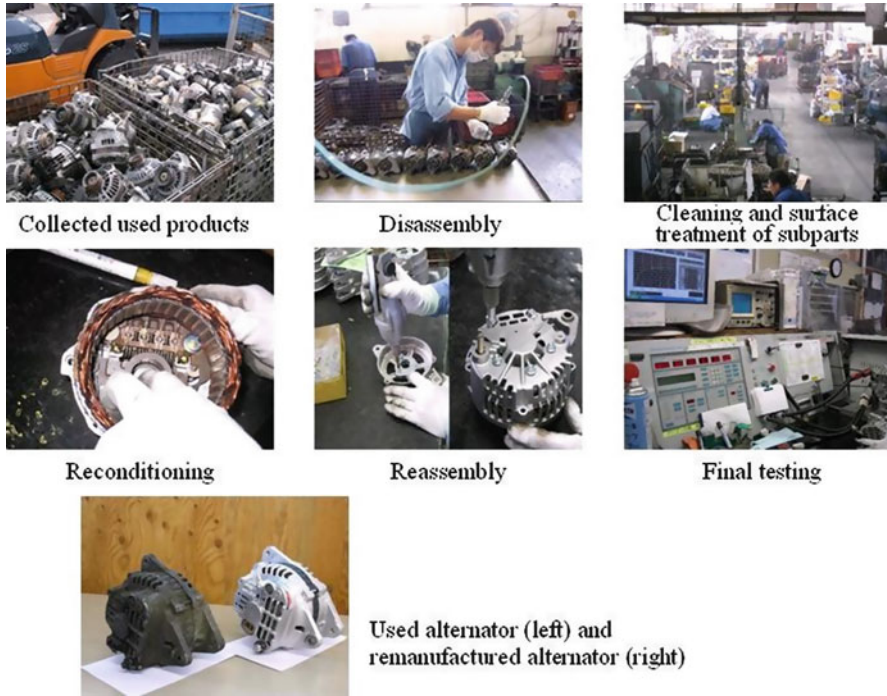 Collected used products
Disassembly
Cleaning and surface
treatment of subparts
Reconditioning
Reassembly
Final testing
Used alternator (left) and
remanufactured alternator (right)